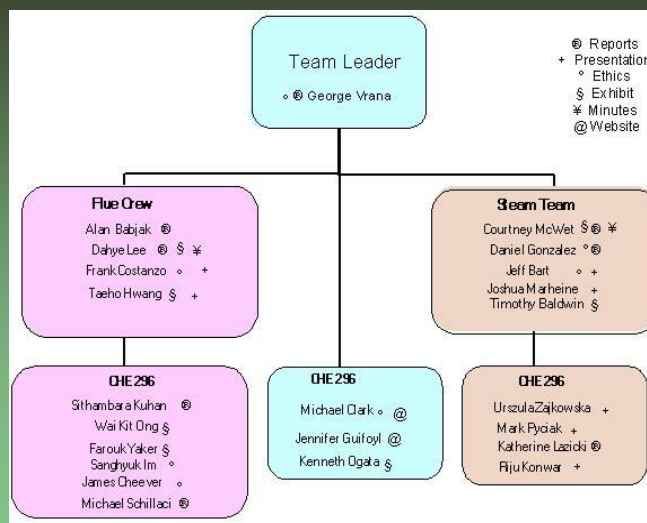 Team Leader
° ® George Vrana
® Reports
+ Presentation
° Ethics
§ Exhibit
¥ Minutes
@ Website
Flue Crew
Alan Babjak ®
Dahye Lee ® § ¥
Frank Costanzo ° +
Taeho Hwang § +
Steam Team
Courtney McWet § ® ¥
Daniel Gonzalez ° ®
Jeff Bart ° +
Joshua Marheine +
Timothy Baldwin §
CHE 296
Sithambara Kuhan ®
Wai Kit Ong §
Farouk Yaker §
Sanghyuk Im °
James Cheever °
Michael Schillaci ®
CHE 296
Michael Clark ° @
Jennifer Guifoyl @
Kenneth Ogata §
CHE 296
Urszula Zajkowska +
Mark Pyciak +
Katherine Lazicki ®
Riju Konwar +